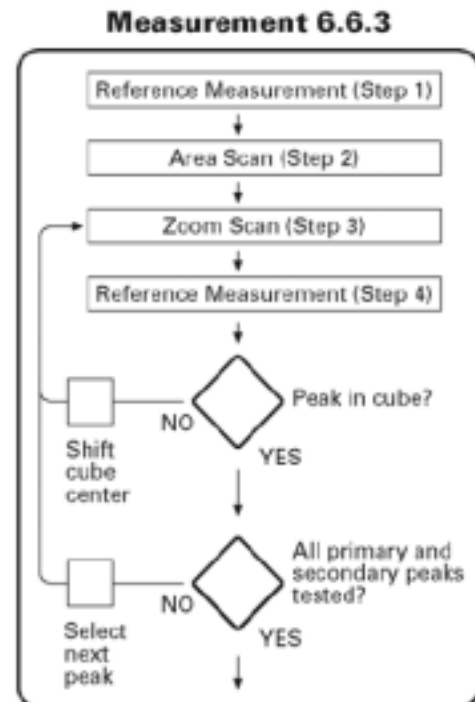 Measurement 6.6.3
Reference Measurement (Step 1)
Area Scan (Step 2)
Zoom Scan (Step 3)
Reference Measurement (Step 4)
Peak in cube?
NO
Shift
cube
center
YES
All primary and
secondary peaks
tested?
NO
Select
next
peak
YES